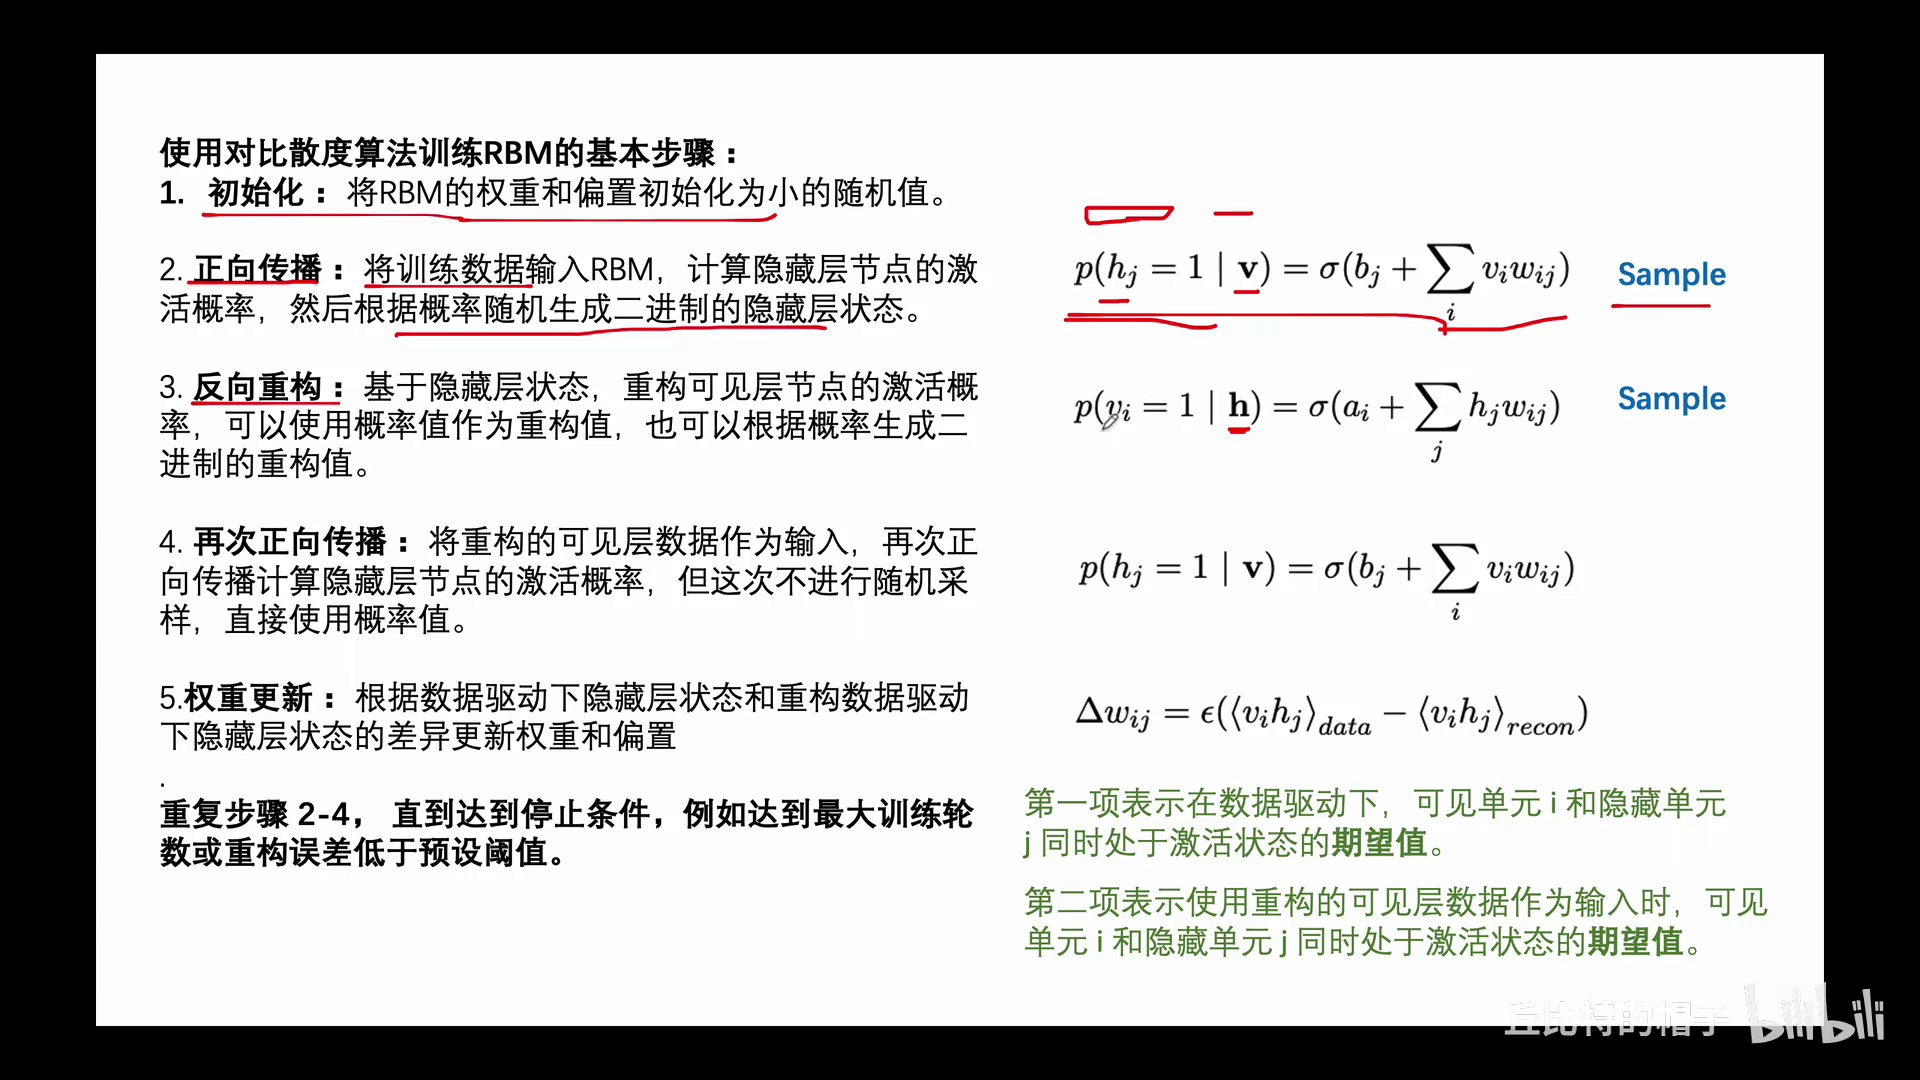 使用对比散度算法训练RBM的基本步骤：
1. 初始化：将RBM的权重和偏置初始化为小的随机值。
2. 正向传播：将训练数据输入RBM，计算隐藏层节点的激
活概率，然后根据概率随机生成二进制的隐藏层状态。
3. 反向重构：基于隐藏层状态，重构可见层节点的激活概
率，可以使用概率值作为重构值，也可以根据概率生成二
进制的重构值。
4. 再次正向传播：将重构的可见层数据作为输入，再次正
向传播计算隐藏层节点的激活概率，但这次不进行随机采
样，直接使用概率值。
5.权重更新：根据数据驱动下隐藏层状态和重构数据驱动
下隐藏层状态的差异更新权重和偏置
.
重复步骤 2-4， 直到达到停止条件，例如达到最大训练轮
数或重构误差低于预设阈值。
p(h_j = 1 | v) = σ(b_j + ∑_i v_i w_ij) Sample
p(v_i = 1 | h) = σ(a_i + ∑_j h_j w_ij) Sample
p(h_j = 1 | v) = σ(b_j + ∑_i v_i w_ij)
Δw_ij = ϵ(⟨v_i h_j⟩_data − ⟨v_i h_j⟩_recon)
第一项表示在数据驱动下，可见单元 i 和隐藏单元
j 同时处于激活状态的期望值。
第二项表示使用重构的可见层数据作为输入时，可见
单元 i 和隐藏单元 j 同时处于激活状态的期望值。
丘比特的帽子 bilibili